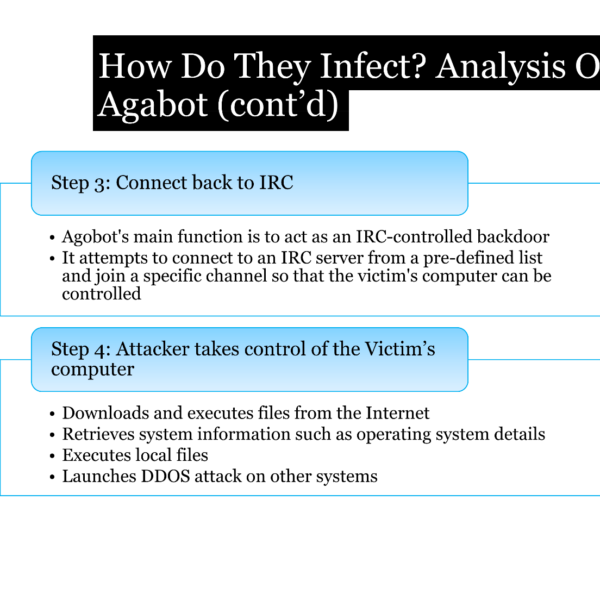 How Do They Infect? Analysis O
Agabot (cont’d)
Step 3: Connect back to IRC
• Agobot's main function is to act as an IRC-controlled backdoor
• It attempts to connect to an IRC server from a pre-defined list
and join a specific channel so that the victim's computer can be
controlled
Step 4: Attacker takes control of the Victim’s
computer
• Downloads and executes files from the Internet
• Retrieves system information such as operating system details
• Executes local files
• Launches DDOS attack on other systems